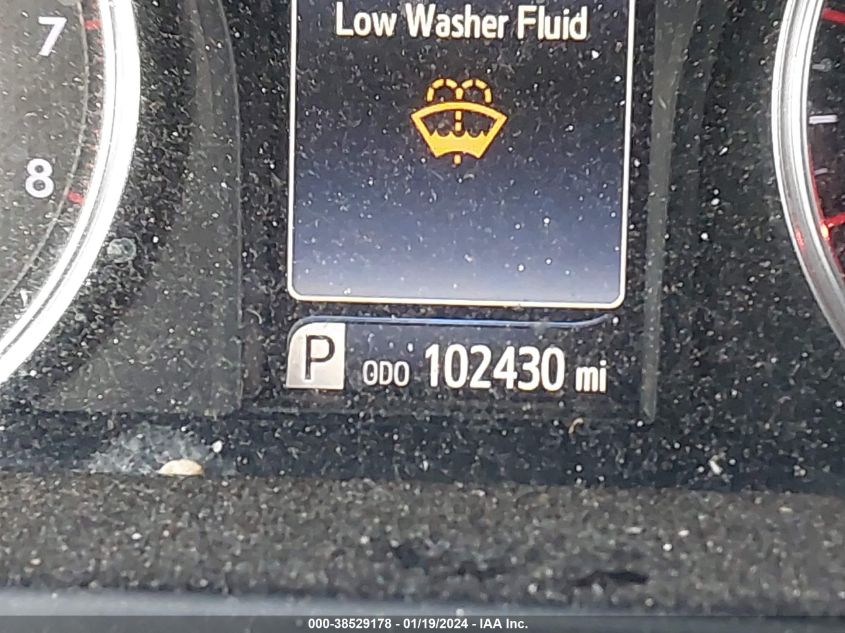 Low Washer Fluid
7
8
P ODO 102430 mi
000-38529178 - 01/19/2024 - IAA Inc.